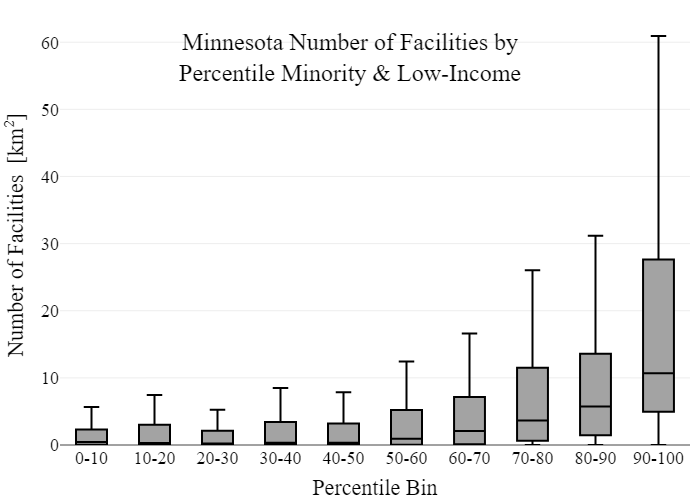 Minnesota Number of Facilities by
Percentile Minority & Low-Income
Number of Facilities [km²]
60
50
40
30
20
10
0
0-10 10-20 20-30 30-40 40-50 50-60 60-70 70-80 80-90 90-100
Percentile Bin